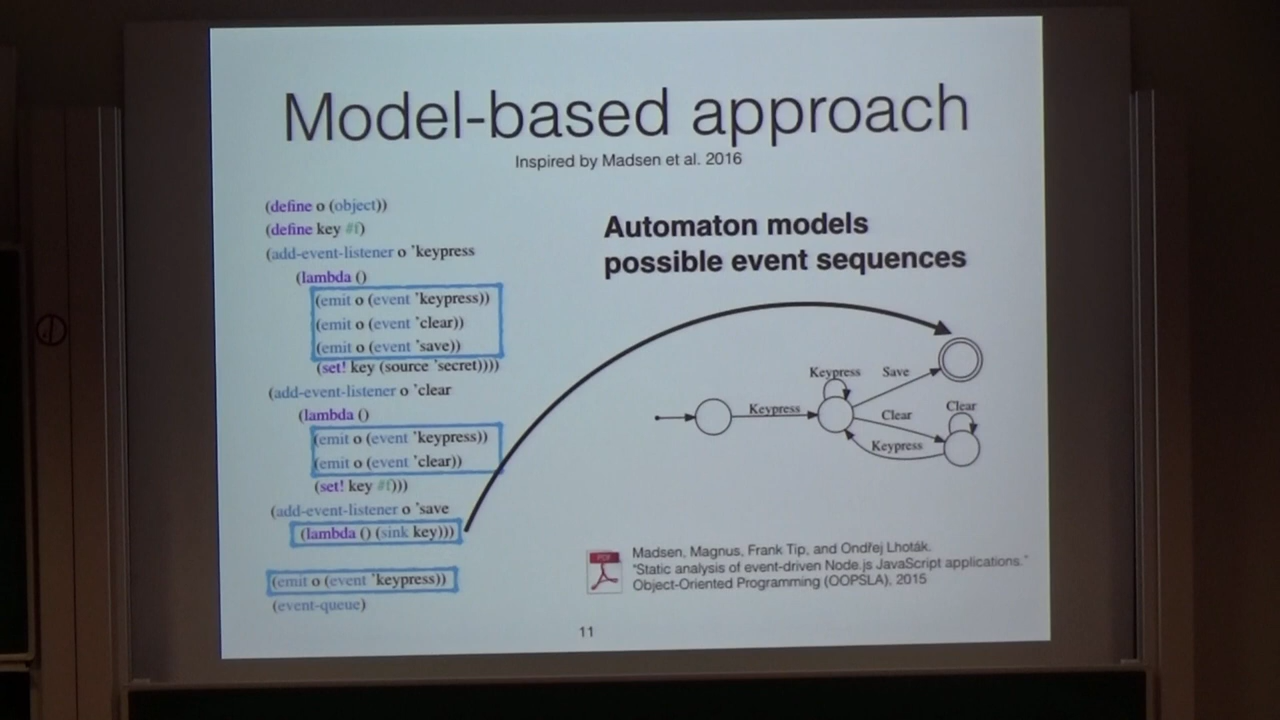 Model-based approach
Inspired by Madsen et al. 2016
(define o (object))
(define key #f)
(add-event-listener o 'keypress
(lambda ()
(emit o (event 'keypress))
(emit o (event 'clear))
(emit o (event 'save))
(set! key (source 'secret))))
(add-event-listener o 'clear
(lambda ()
(emit o (event 'keypress))
(emit o (event 'clear))
(set! key #f)))
(add-event-listener o 'save
(lambda () (sink key)))
(emit o (event 'keypress))
(event-queue)
Automaton models
possible event sequences
Keypress
Keypress
Save
Clear
Clear
Keypress
PDF
Madsen, Magnus, Frank Tip, and Ondřej Lhoták.
"Static analysis of event-driven Node.js JavaScript applications."
Object-Oriented Programming (OOPSLA), 2015
11